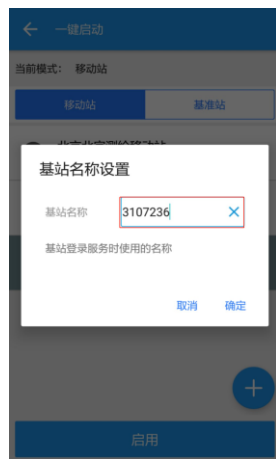 一键启动
当前模式： 移动站
移动站 基准站
基站名称设置
基站名称 3107236
基站登录服务时使用的名称
取消 确定
启用